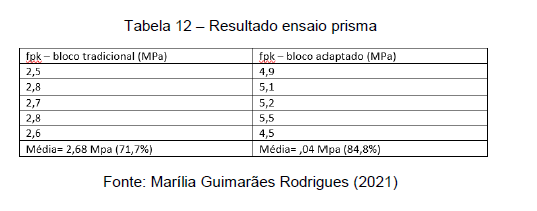 Tabela 12 – Resultado ensaio prisma
fpk – bloco tradicional (MPa) fpk – bloco adaptado (MPa)
2,5 4,9
2,8 5,1
2,7 5,2
2,8 5,5
2,6 4,5
Média= 2,68 Mpa (71,7%) Média= ,04 Mpa (84,8%)
Fonte: Marília Guimarães Rodrigues (2021)